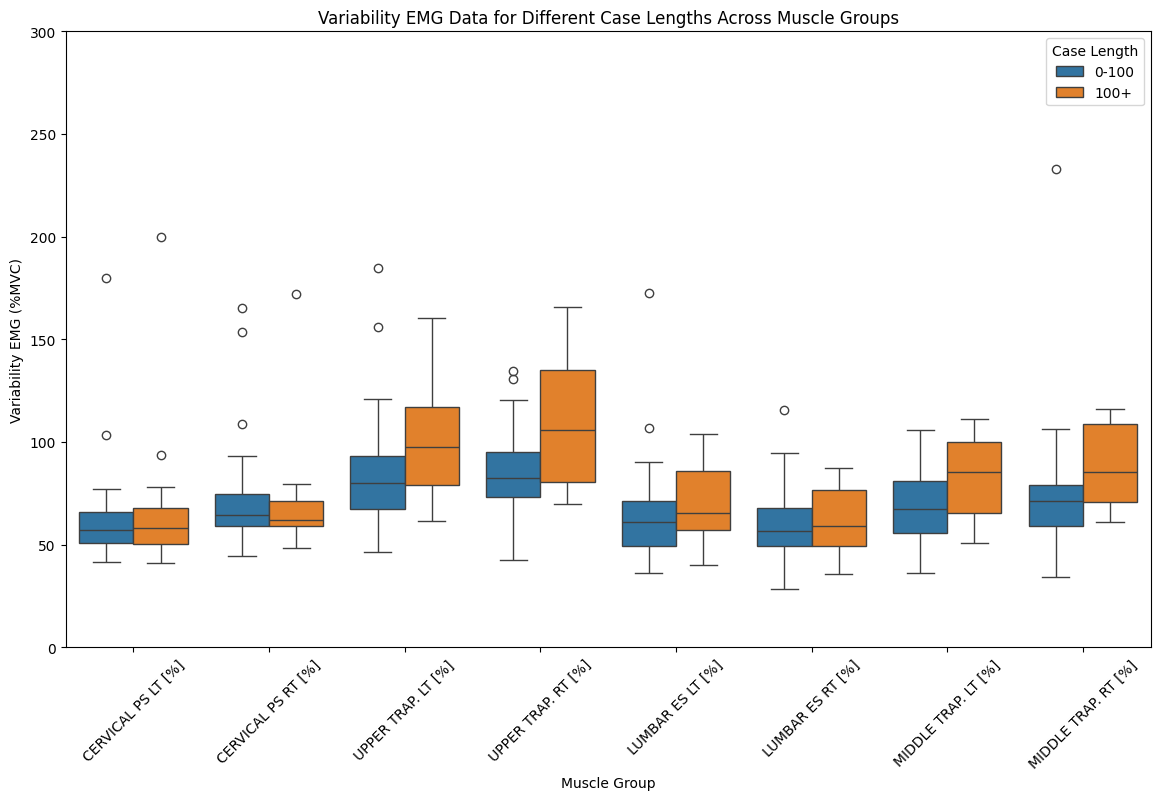 Variability EMG Data for Different Case Lengths Across Muscle Groups
Variability EMG (%MVC)
300
250
200
150
100
50
0
Case Length
0-100
100+
CERVICAL PS LT [%]
CERVICAL PS RT [%]
UPPER TRAP. LT [%]
UPPER TRAP. RT [%]
LUMBAR ES LT [%]
LUMBAR ES RT [%]
MIDDLE TRAP. LT [%]
MIDDLE TRAP. RT [%]
Muscle Group